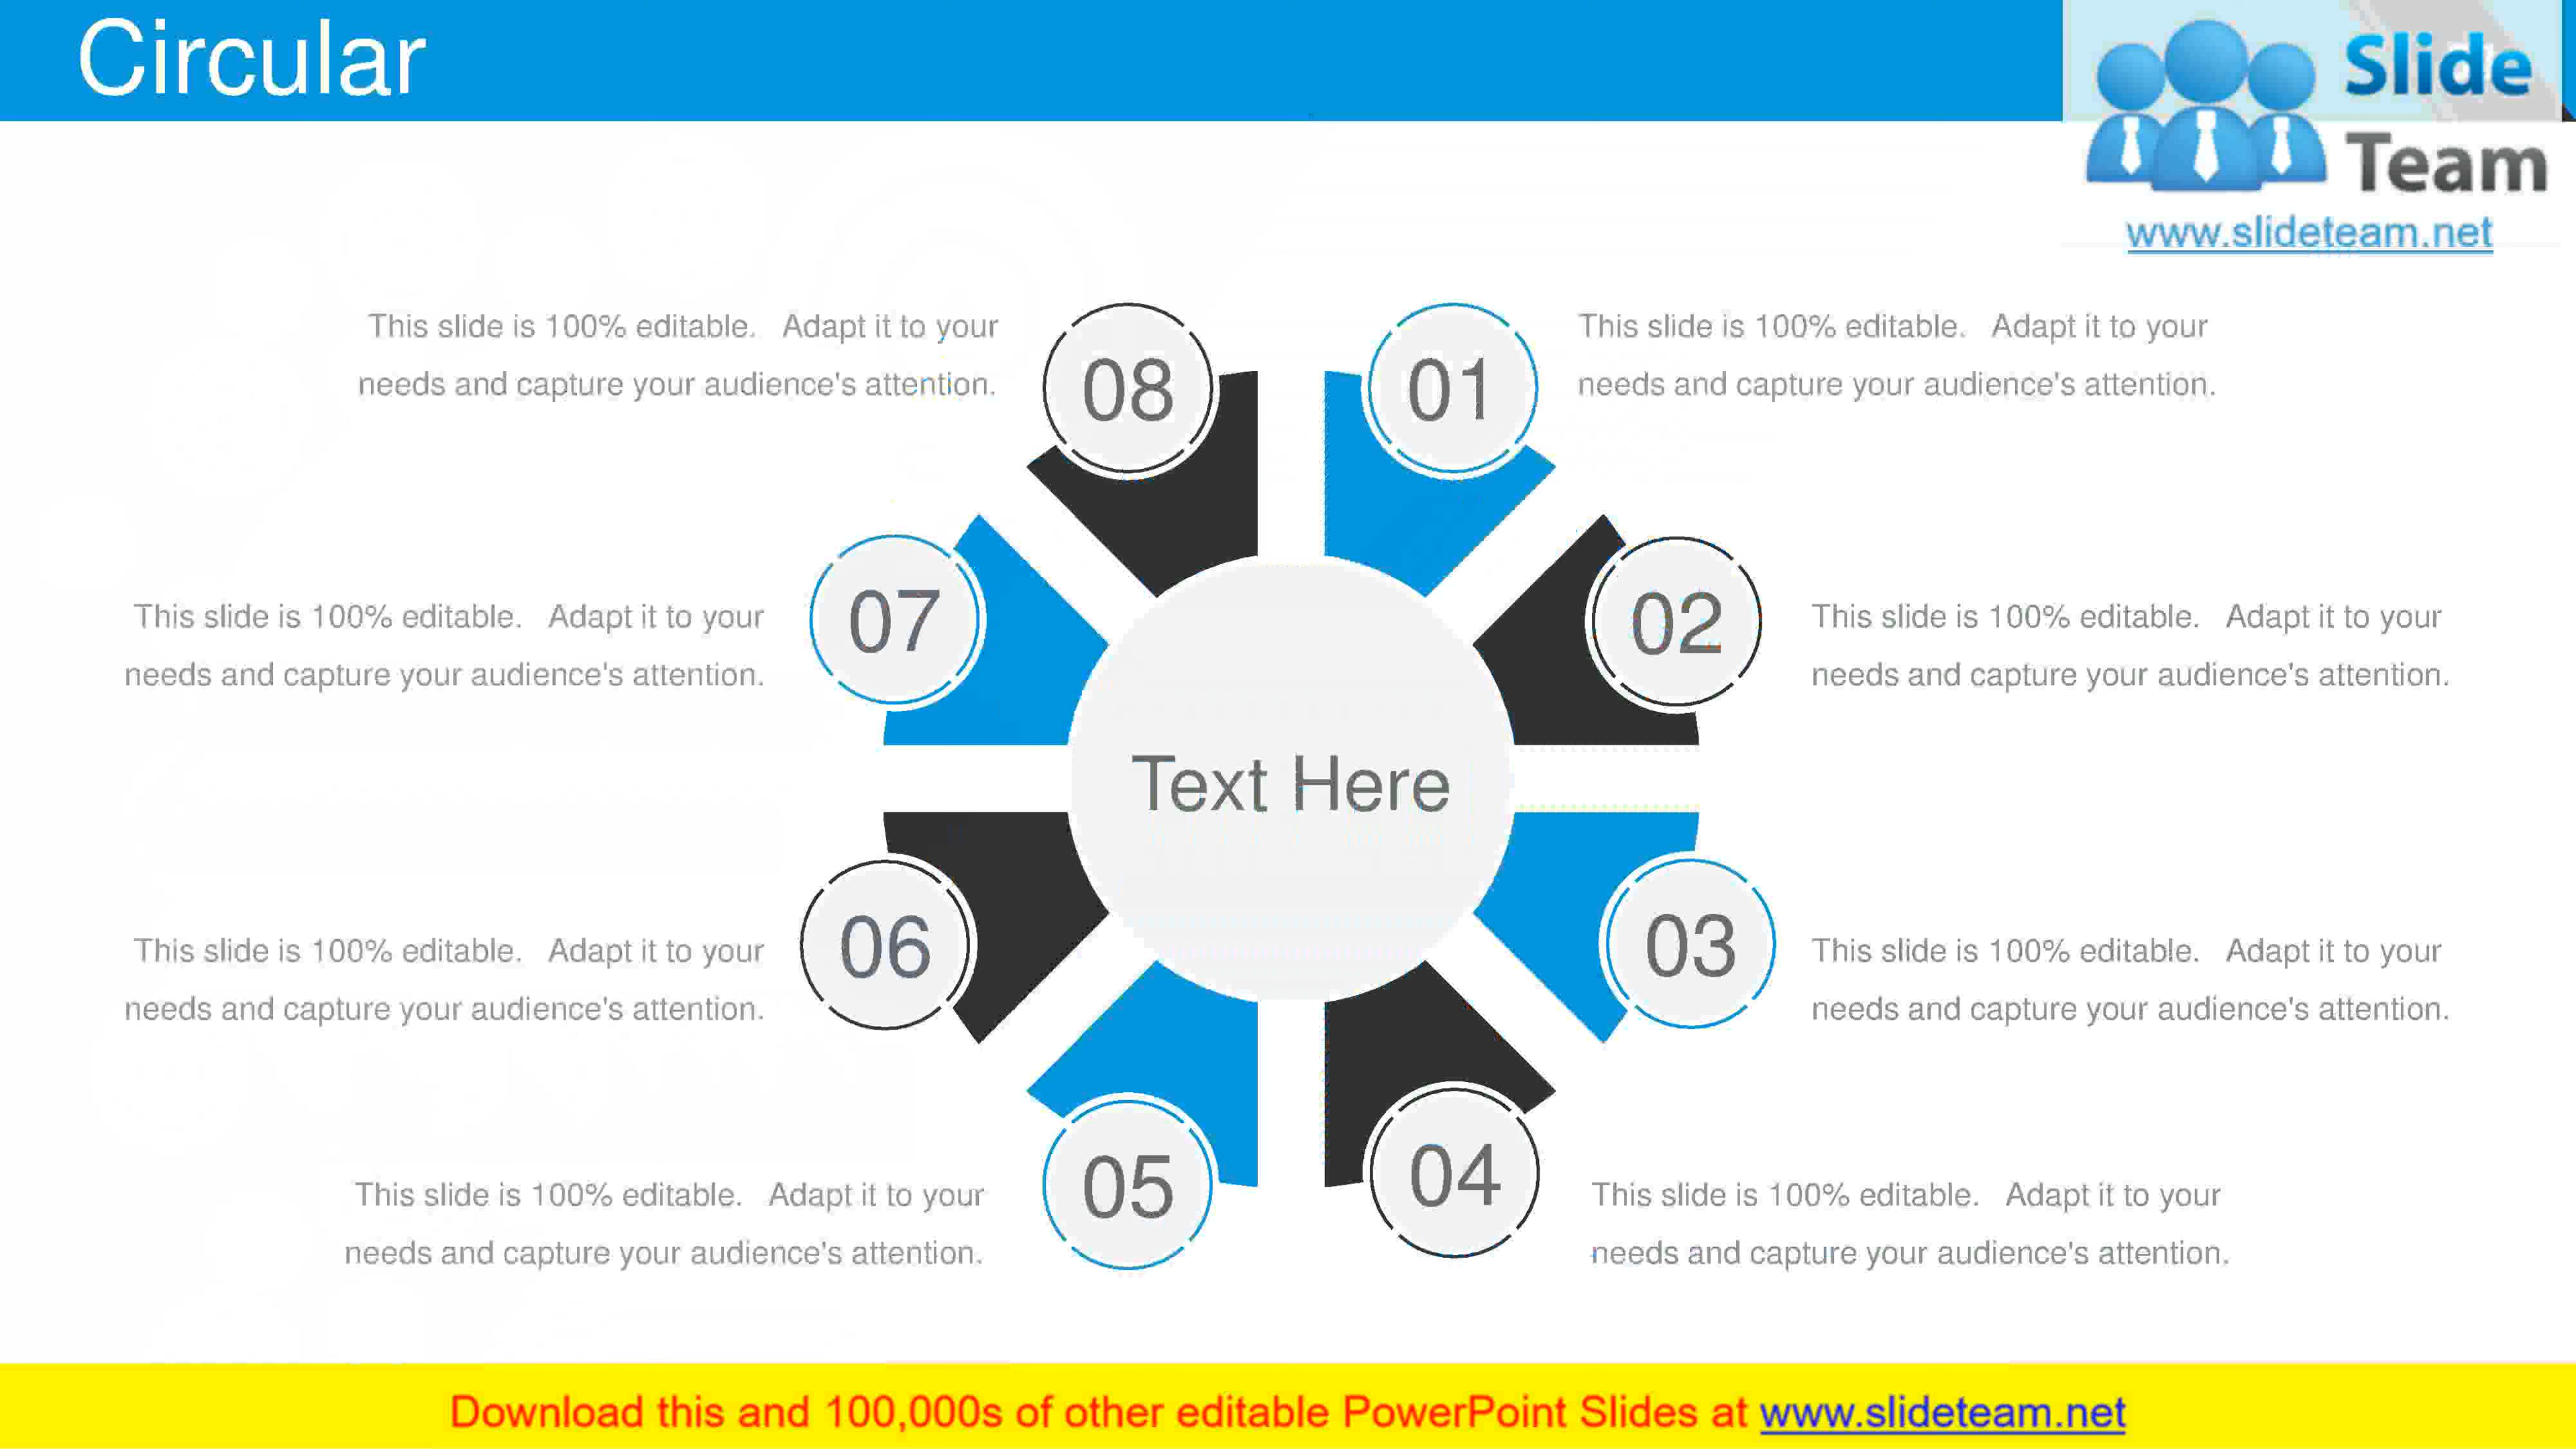 Circular
Slide
Team
www.slideteam.net
This slide is 100% editable. Adapt it to your
needs and capture your audience's attention.
08
01
This slide is 100% editable. Adapt it to your
needs and capture your audience's attention.
This slide is 100% editable. Adapt it to your
needs and capture your audience's attention.
07
02
This slide is 100% editable. Adapt it to your
needs and capture your audience's attention.
Text Here
This slide is 100% editable. Adapt it to your
needs and capture your audience's attention.
06
03
This slide is 100% editable. Adapt it to your
needs and capture your audience's attention.
This slide is 100% editable. Adapt it to your
needs and capture your audience's attention.
05
04
This slide is 100% editable. Adapt it to your
needs and capture your audience's attention.
Download this and 100,000s of other editable PowerPoint Slides at www.slideteam.net